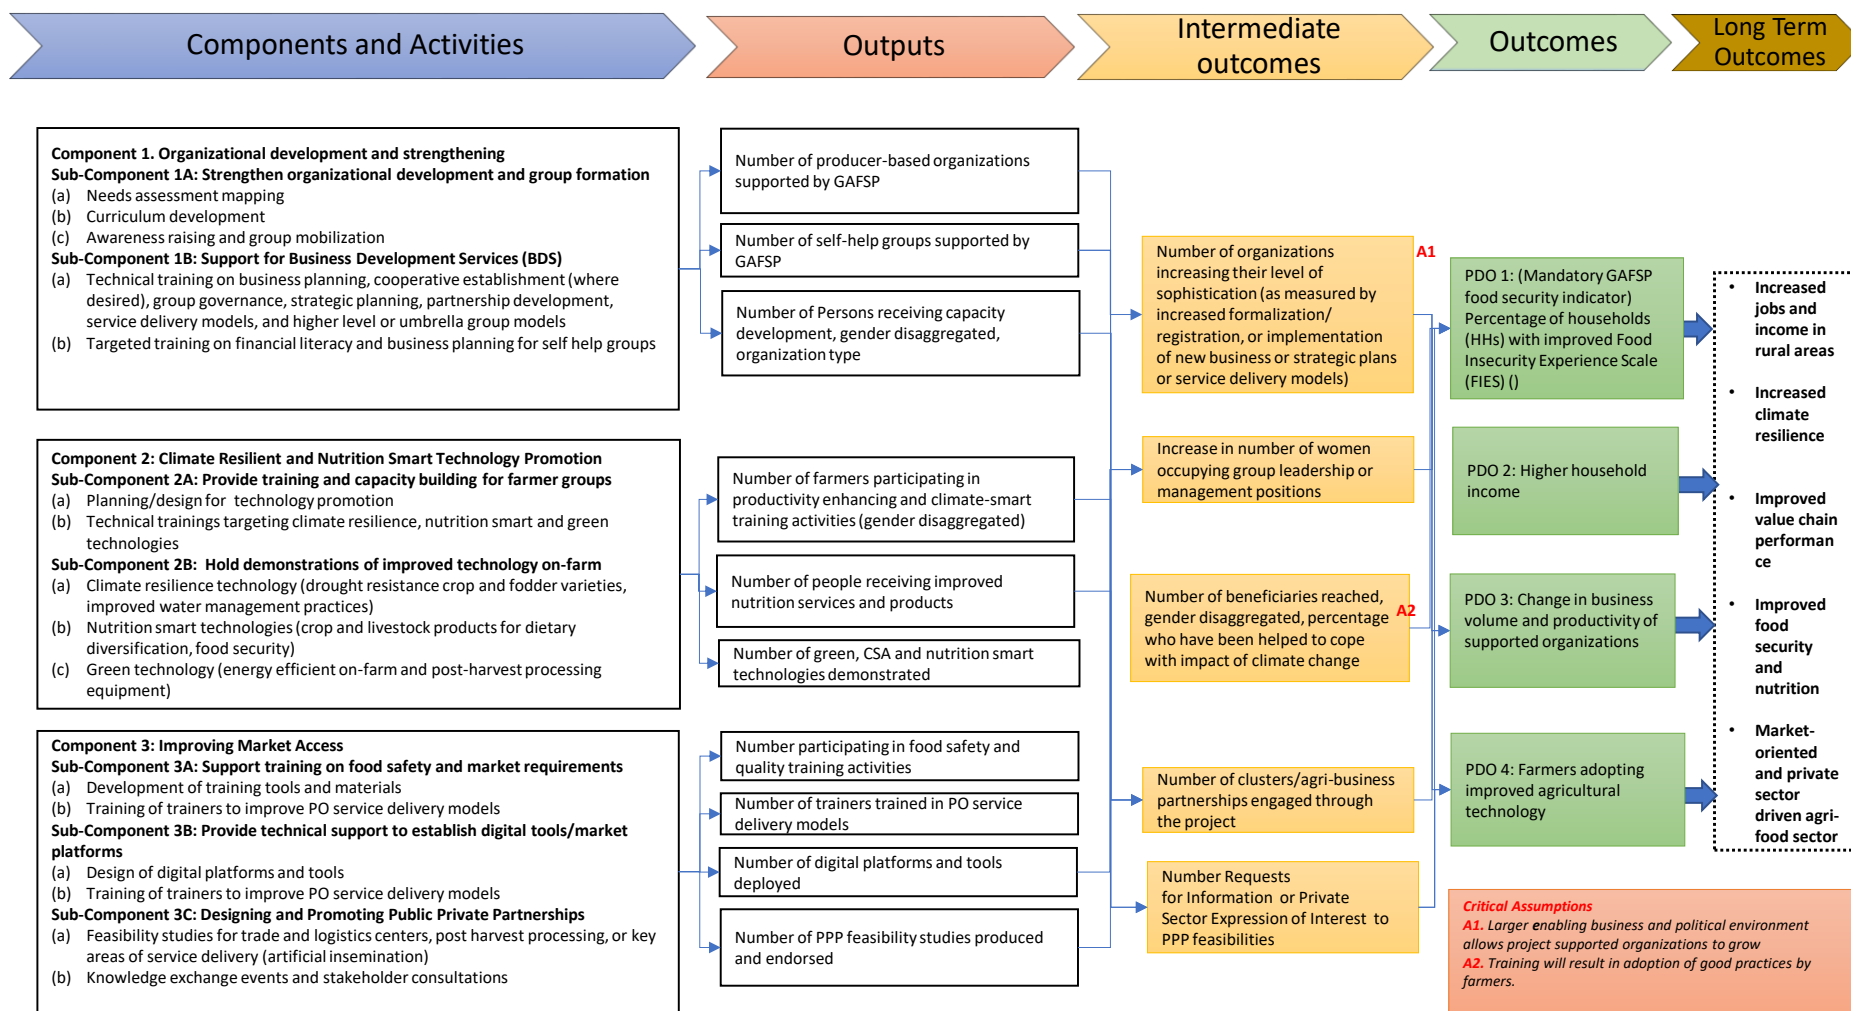 Components and Activities
Outputs
Intermediate
outcomes
Outcomes
Long Term
Outcomes
Component 1. Organizational development and strengthening
Sub-Component 1A: Strengthen organizational development and group formation
(a) Needs assessment mapping
(b) Curriculum development
(c) Awareness raising and group mobilization
Sub-Component 1B: Support for Business Development Services (BDS)
(a) Technical training on business planning, cooperative establishment (where
desired), group governance, strategic planning, partnership development,
service delivery models, and higher level or umbrella group models
(b) Targeted training on financial literacy and business planning for self help groups
Component 2: Climate Resilient and Nutrition Smart Technology Promotion
Sub-Component 2A: Provide training and capacity building for farmer groups
(a) Planning/design for technology promotion
(b) Technical trainings targeting climate resilience, nutrition smart and green
technologies
Sub-Component 2B: Hold demonstrations of improved technology on-farm
(a) Climate resilience technology (drought resistance crop and fodder varieties,
improved water management practices)
(b) Nutrition smart technologies (crop and livestock products for dietary
diversification, food security)
(c) Green technology (energy efficient on-farm and post-harvest processing
equipment)
Component 3: Improving Market Access
Sub-Component 3A: Support training on food safety and market requirements
(a) Development of training tools and materials
(b) Training of trainers to improve PO service delivery models
Sub-Component 3B: Provide technical support to establish digital tools/market
platforms
(a) Design of digital platforms and tools
(b) Training of trainers to improve PO service delivery models
Sub-Component 3C: Designing and Promoting Public Private Partnerships
(a) Feasibility studies for trade and logistics centers, post harvest processing, or key
areas of service delivery (artificial insemination)
(b) Knowledge exchange events and stakeholder consultations
Number of producer-based organizations
supported by GAFSP
Number of self-help groups supported by
GAFSP
Number of Persons receiving capacity
development, gender disaggregated,
organization type
Number of farmers participating in
productivity enhancing and climate-smart
training activities (gender disaggregated)
Number of people receiving improved
nutrition services and products
Number of green, CSA and nutrition smart
technologies demonstrated
Number participating in food safety and
quality training activities
Number of trainers trained in PO service
delivery models
Number of digital platforms and tools
deployed
Number of PPP feasibility studies produced
and endorsed
Number of organizations
increasing their level of
sophistication (as measured by
increased formalization/
registration, or implementation
of new business or strategic plans
or service delivery models)
A1
Increase in number of women
occupying group leadership or
management positions
Number of beneficiaries reached,
gender disaggregated, percentage
who have been helped to cope
with impact of climate change
A2
Number of clusters/agri-business
partnerships engaged through
the project
Number Requests
for Information or Private
Sector Expression of Interest to
PPP feasibilities
PDO 1: (Mandatory GAFSP
food security indicator)
Percentage of households
(HHs) with improved Food
Insecurity Experience Scale
(FIES) ()
PDO 2: Higher household
income
PDO 3: Change in business
volume and productivity of
supported organizations
PDO 4: Farmers adopting
improved agricultural
technology
• Increased
jobs and
income in
rural areas
• Increased
climate
resilience
• Improved
value chain
performan
ce
• Improved
food
security
and
nutrition
• Market-
oriented
and private
sector
driven agri-
food sector
Critical Assumptions
A1. Larger enabling business and political environment
allows project supported organizations to grow
A2. Training will result in adoption of good practices by
farmers.